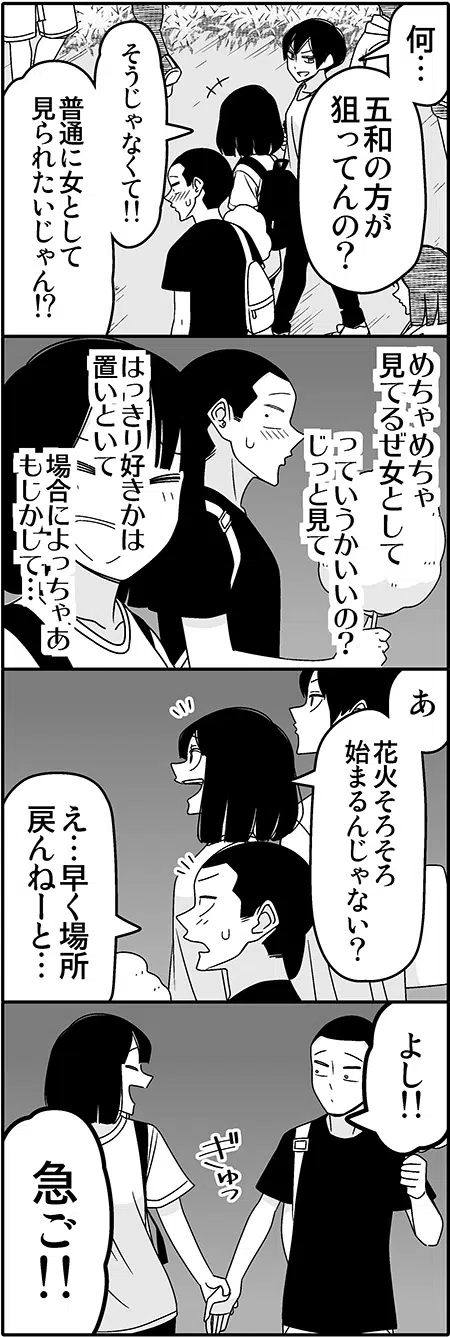 何…
五和の方が
狙ってんの?
そうじゃなくて!!
普通に女として
見られたいじゃん!?
めちゃめちゃ
見てるぜ女として
っていうかいいの?
じっと見て
はっきり好きかは
置いといて
場合によっちゃあ
もしかして…
あ
花火そろそろ
始まるんじゃない?
え…早く場所
戻んねーと…
よし!!
ぎゅっ
急ご!!